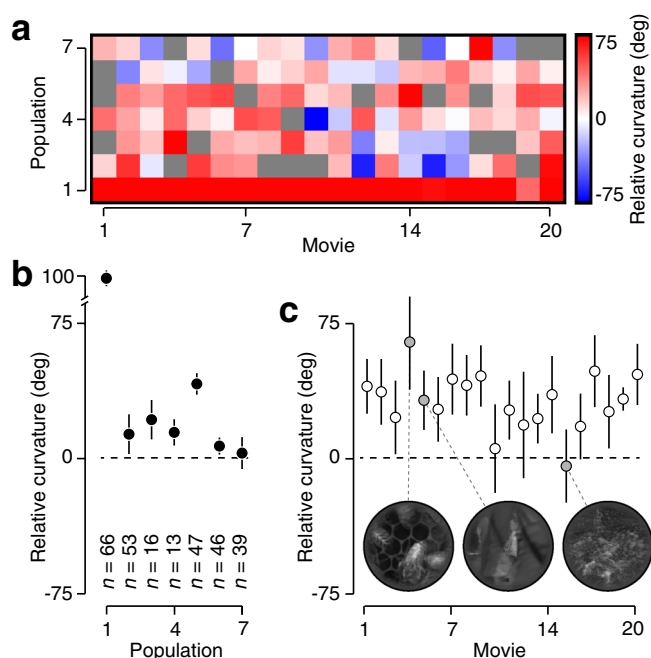 a
Population
7
4
1
1
7
14
20
Movie
75
0
-75
Relative curvature (deg)
b
Relative curvature (deg)
100
75
0
-75
n = 66
n = 53
n = 16
n = 13
n = 47
n = 46
n = 39
1
4
7
Population
c
Relative curvature (deg)
75
0
-75
1
7
14
20
Movie